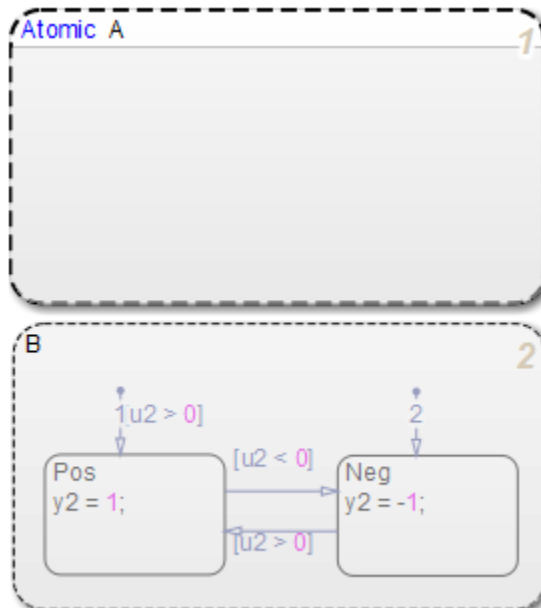 Atomic A
1
B
2
1[u2 > 0]
2
[u2 < 0]
Pos
y2 = 1;
Neg
y2 = -1;
[u2 > 0]